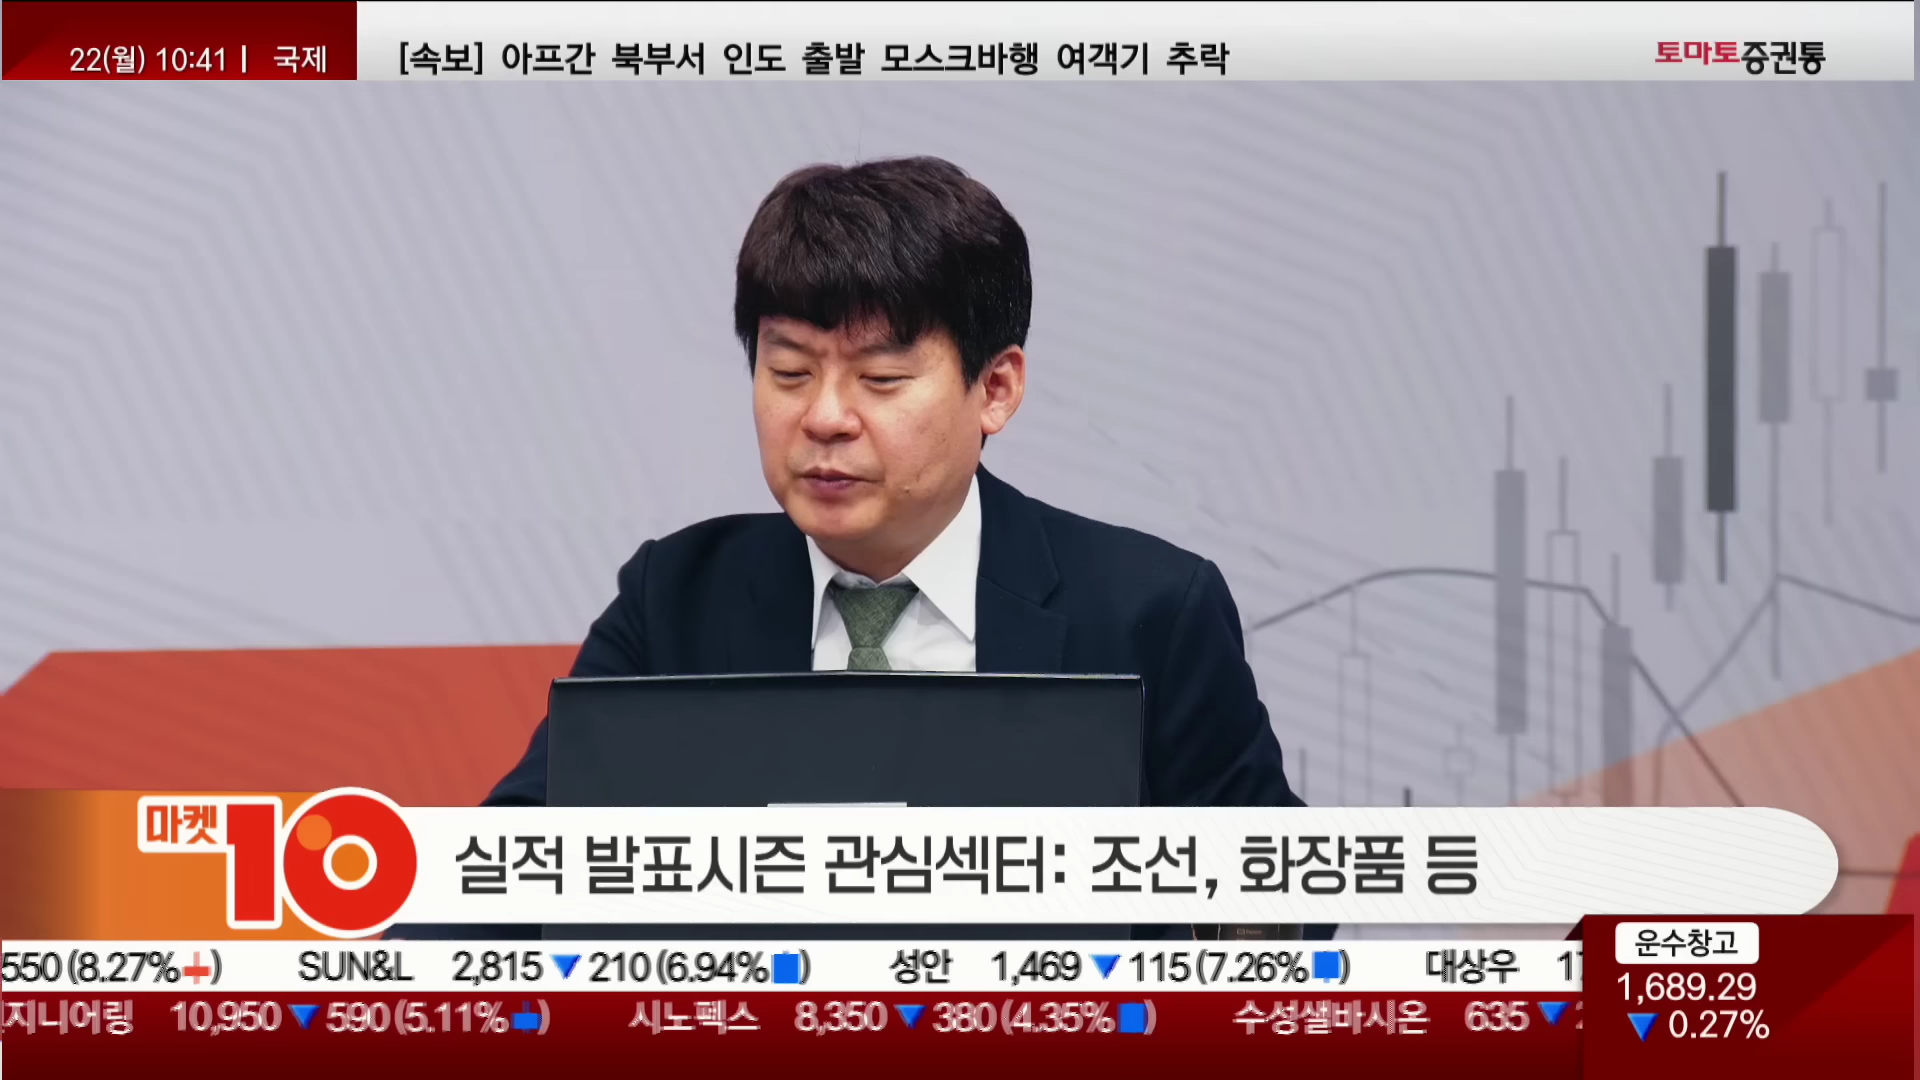 22(월) 10:41 | 국제
[속보] 아프간 북부서 인도 출발 모스크바행 여객기 추락
토마토증권통
마켓 10
실적 발표시즌 관심섹터: 조선, 화장품 등
550 (8.27% ) SUN&L 2,815 ▼ 210 (6.94% ) 성안 1,469 ▼ 115 (7.26% ) 대상우
지니어링 10,950 ▼ 590 (5.11% ) 시노펙스 8,350 ▼ 380 (4.35% ) 수성샐바시온 635 ▼
운수창고
1,689.29
▼ 0.27%